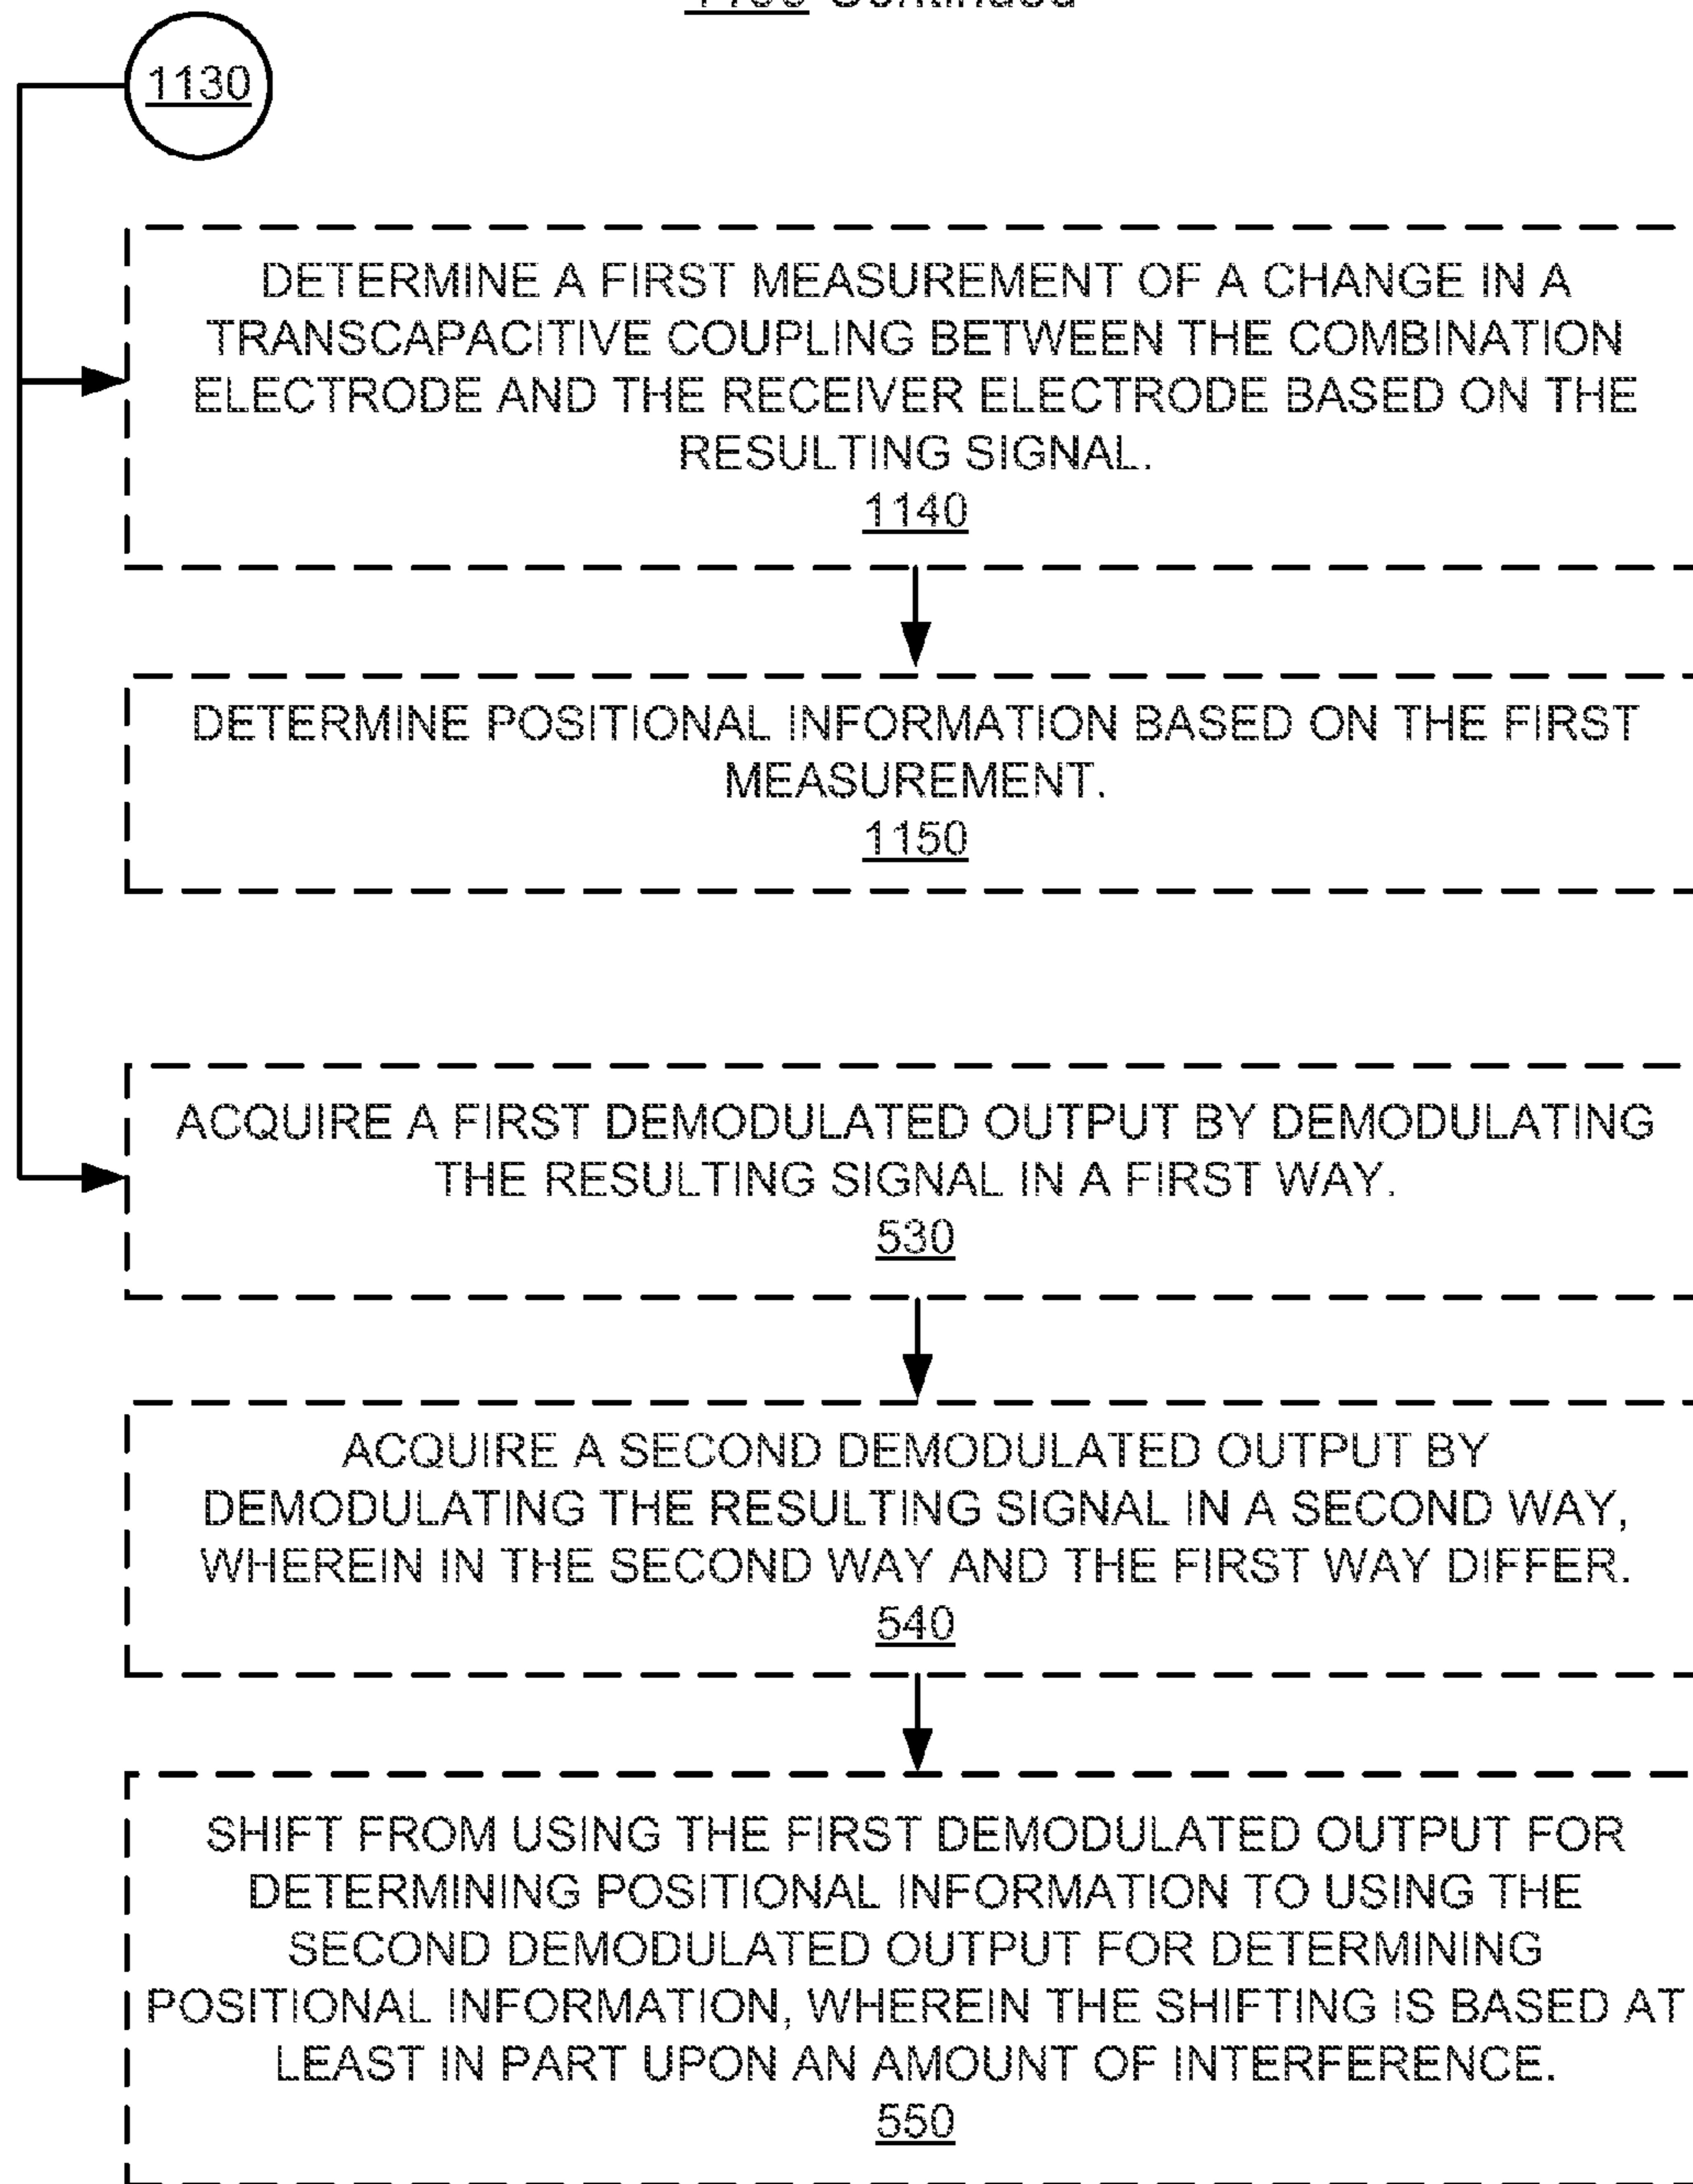 Continued
1130
DETERMINE A FIRST MEASUREMENT OF A CHANGE IN A
TRANSCAPACITIVE COUPLING BETWEEN THE COMBINATION
ELECTRODE AND THE RECEIVER ELECTRODE BASED ON THE
RESULTING SIGNAL.
1140
DETERMINE POSITIONAL INFORMATION BASED ON THE FIRST
MEASUREMENT.
1150
ACQUIRE A FIRST DEMODULATED OUTPUT BY DEMODULATING
THE RESULTING SIGNAL IN A FIRST WAY.
530
ACQUIRE A SECOND DEMODULATED OUTPUT BY
DEMODULATING THE RESULTING SIGNAL IN A SECOND WAY,
WHEREIN IN THE SECOND WAY AND THE FIRST WAY DIFFER.
540
SHIFT FROM USING THE FIRST DEMODULATED OUTPUT FOR
DETERMINING POSITIONAL INFORMATION TO USING THE
SECOND DEMODULATED OUTPUT FOR DETERMINING
POSITIONAL INFORMATION, WHEREIN THE SHIFTING IS BASED AT
LEAST IN PART UPON AN AMOUNT OF INTERFERENCE.
550